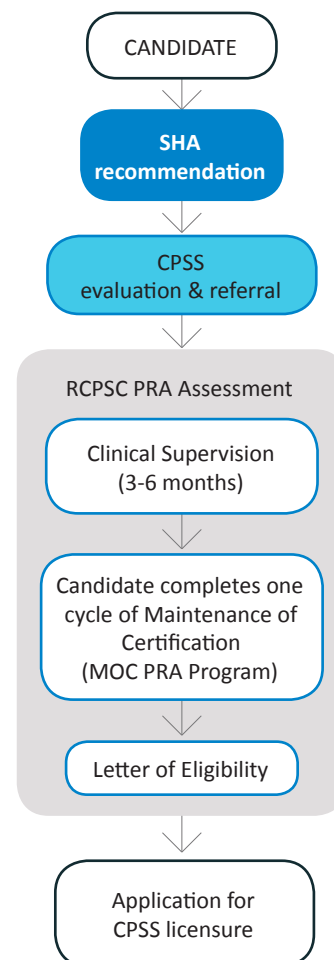 CANDIDATE
SHA
recommendation
CPSS
evaluation & referral
RCPSC PRA Assessment
Clinical Supervision
(3-6 months)
Candidate completes one
cycle of Maintenance of
Certification
(MOC PRA Program)
Letter of Eligibility
Application for
CPSS licensure